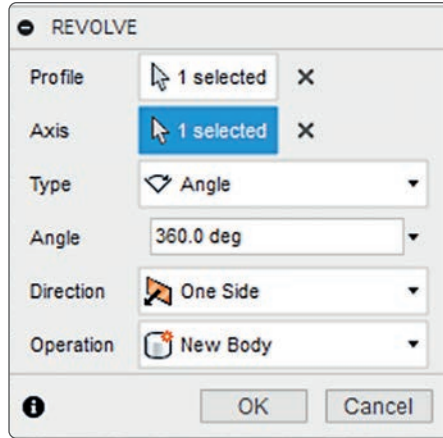 REVOLVE
Profile 1 selected
Axis 1 selected
Type Angle
Angle 360.0 deg
Direction One Side
Operation New Body
OK Cancel